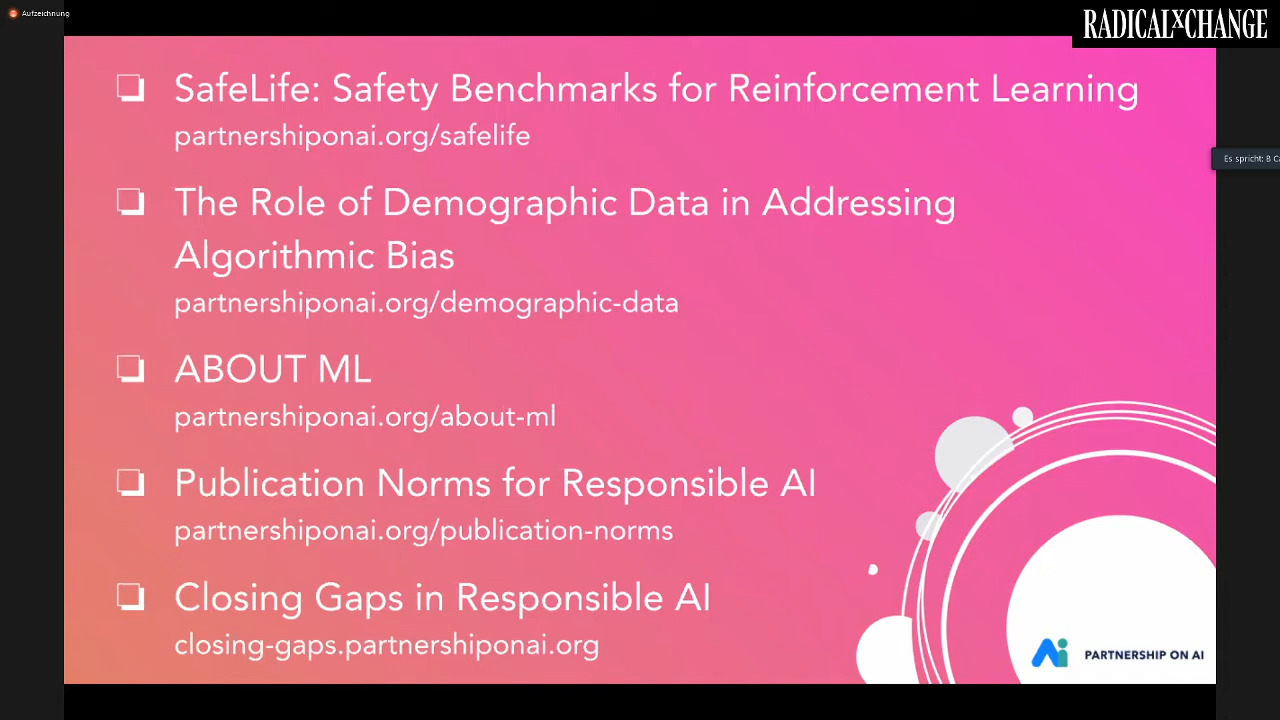 Aufzeichnung
RADICALXCHANGE
SafeLife: Safety Benchmarks for Reinforcement Learning
partnershiponai.org/safelife
Es spricht: B
The Role of Demographic Data in Addressing
Algorithmic Bias
partnershiponai.org/demographic-data
ABOUT ML
partnershiponai.org/about-ml
Publication Norms for Responsible AI
partnershiponai.org/publication-norms
Closing Gaps in Responsible AI
closing-gaps.partnershiponai.org
PARTNERSHIP ON AI